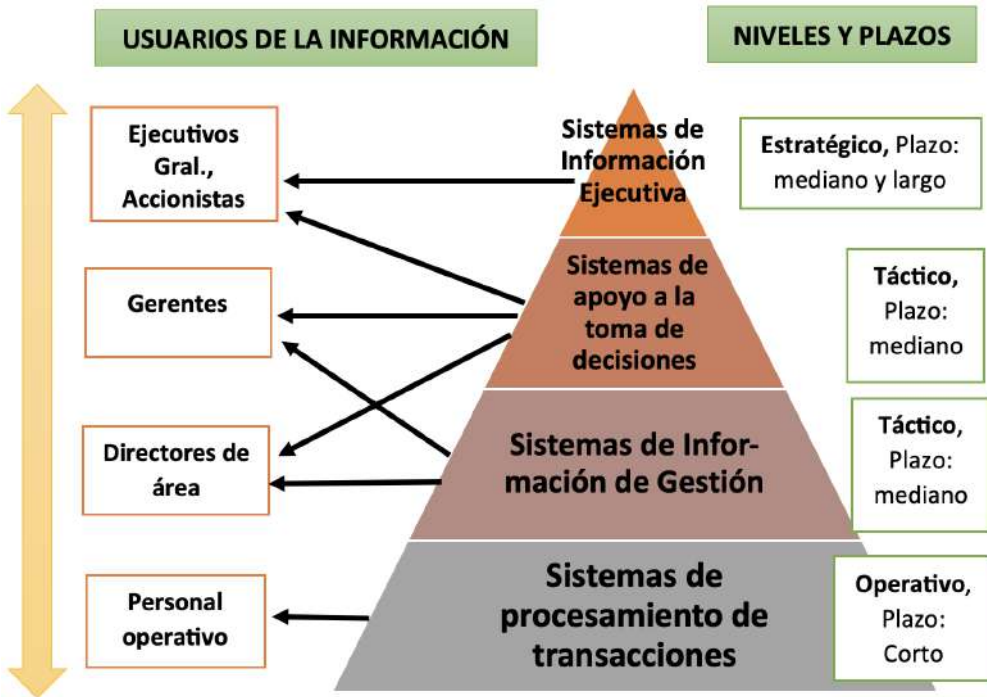 USUARIOS DE LA INFORMACIÓN
NIVELES Y PLAZOS
Ejecutivos
Gral.,
Accionistas
Sistemas de
Información
Ejecutiva
Estratégico, Plazo:
mediano y largo
Gerentes
Sistemas de
apoyo a la
toma de
decisiones
Táctico,
Plazo:
mediano
Directores de
área
Sistemas de Infor-
mación de Gestión
Táctico,
Plazo:
mediano
Personal
operativo
Sistemas de
procesamiento de
transacciones
Operativo,
Plazo:
Corto